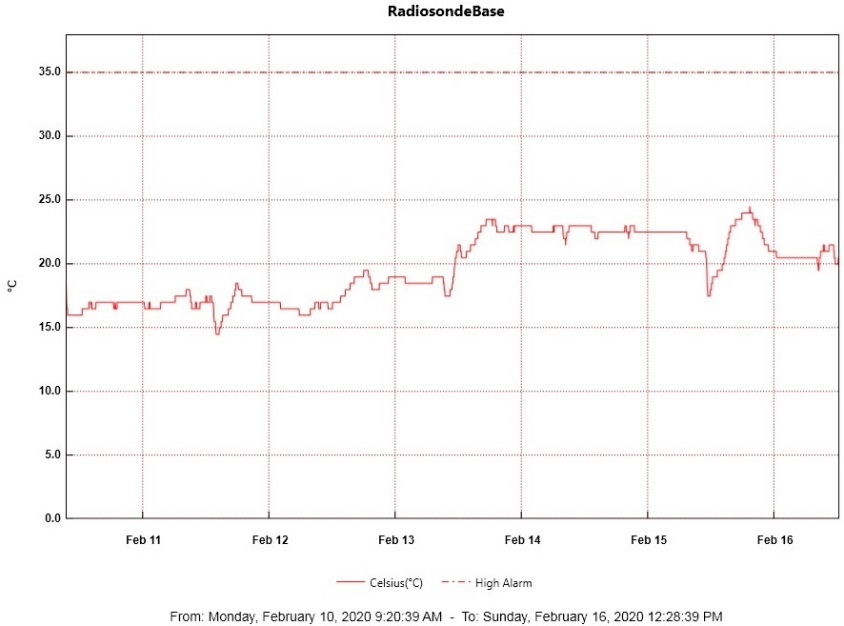 RadiosondeBase
35.0
30.0
25.0
20.0
°C
15.0
10.0
5.0
0.0
Feb 11 Feb 12 Feb 13 Feb 14 Feb 15 Feb 16
Celsius(°C) High Alarm
From: Monday, February 10, 2020 9:20:39 AM - To: Sunday, February 16, 2020 12:28:39 PM